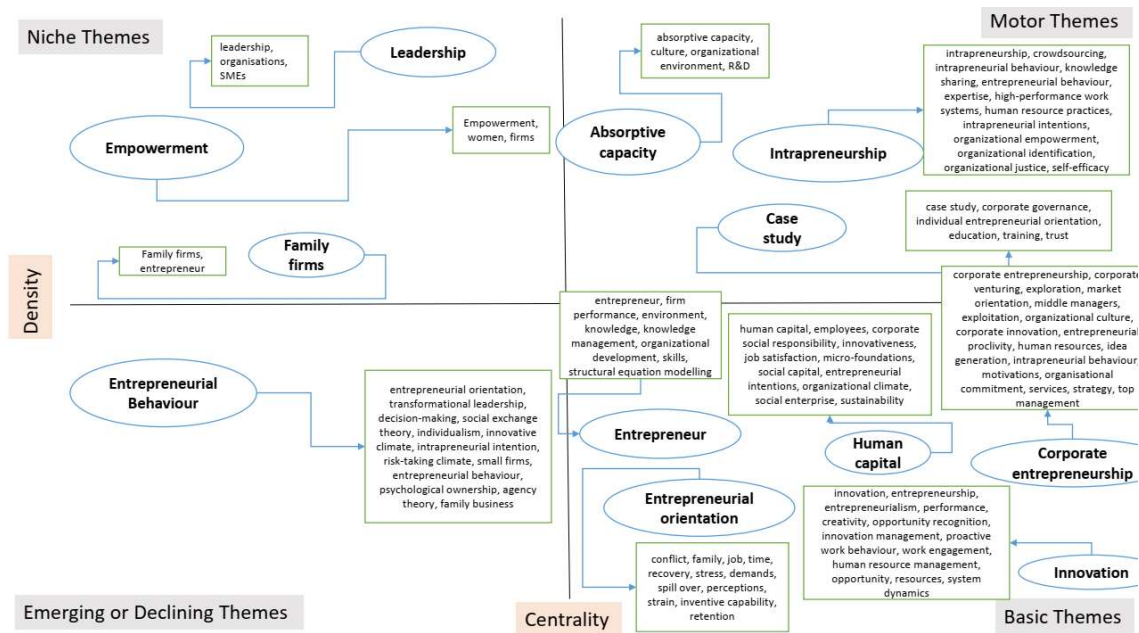 Niche Themes
Motor Themes
leadership,
organisations,
SMEs
Leadership
absorptive capacity,
culture, organizational
environment, R&D
intrapreneurship, crowdsourcing,
intrapreneurial behaviour, knowledge
sharing, entrepreneurial behaviour,
expertise, high-performance work
systems, human resource practices,
intrapreneurial intentions,
organizational empowerment,
organizational identification,
organizational justice, self-efficacy
Empowerment
Empowerment,
women, firms
Absorptive
capacity
Intrapreneurship
Case
study
case study, corporate governance,
individual entrepreneurial orientation,
education, training, trust
Family firms,
entrepreneur
Family
firms
Density
entrepreneur, firm
performance, environment,
knowledge, knowledge
management, organizational
development, skills,
structural equation modelling
human capital, employees, corporate
social responsibility, innovativeness,
job satisfaction, micro-foundations,
social capital, entrepreneurial
intentions, organizational climate,
social enterprise, sustainability
corporate entrepreneurship, corporate
venturing, exploration, market
orientation, middle managers,
exploitation, organizational culture,
corporate innovation, entrepreneurial
proclivity, human resources, idea
generation, intrapreneurial behaviour,
motivations, organisational
commitment, services, strategy, top
management
Entrepreneurial
Behaviour
entrepreneurial orientation,
transformational leadership,
decision-making, social exchange
theory, individualism, innovative
climate, intrapreneurial intention,
risk-taking climate, small firms,
entrepreneurial behaviour,
psychological ownership, agency
theory, family business
Entrepreneur
Human
capital
Corporate
entrepreneurship
Entrepreneurial
orientation
innovation, entrepreneurship,
entrepreneurialism, performance,
creativity, opportunity recognition,
innovation management, proactive
work behaviour, work engagement,
human resource management,
opportunity, resources, system
dynamics
Innovation
conflict, family, job, time,
recovery, stress, demands,
spill over, perceptions,
strain, inventive capability,
retention
Emerging or Declining Themes
Centrality
Basic Themes